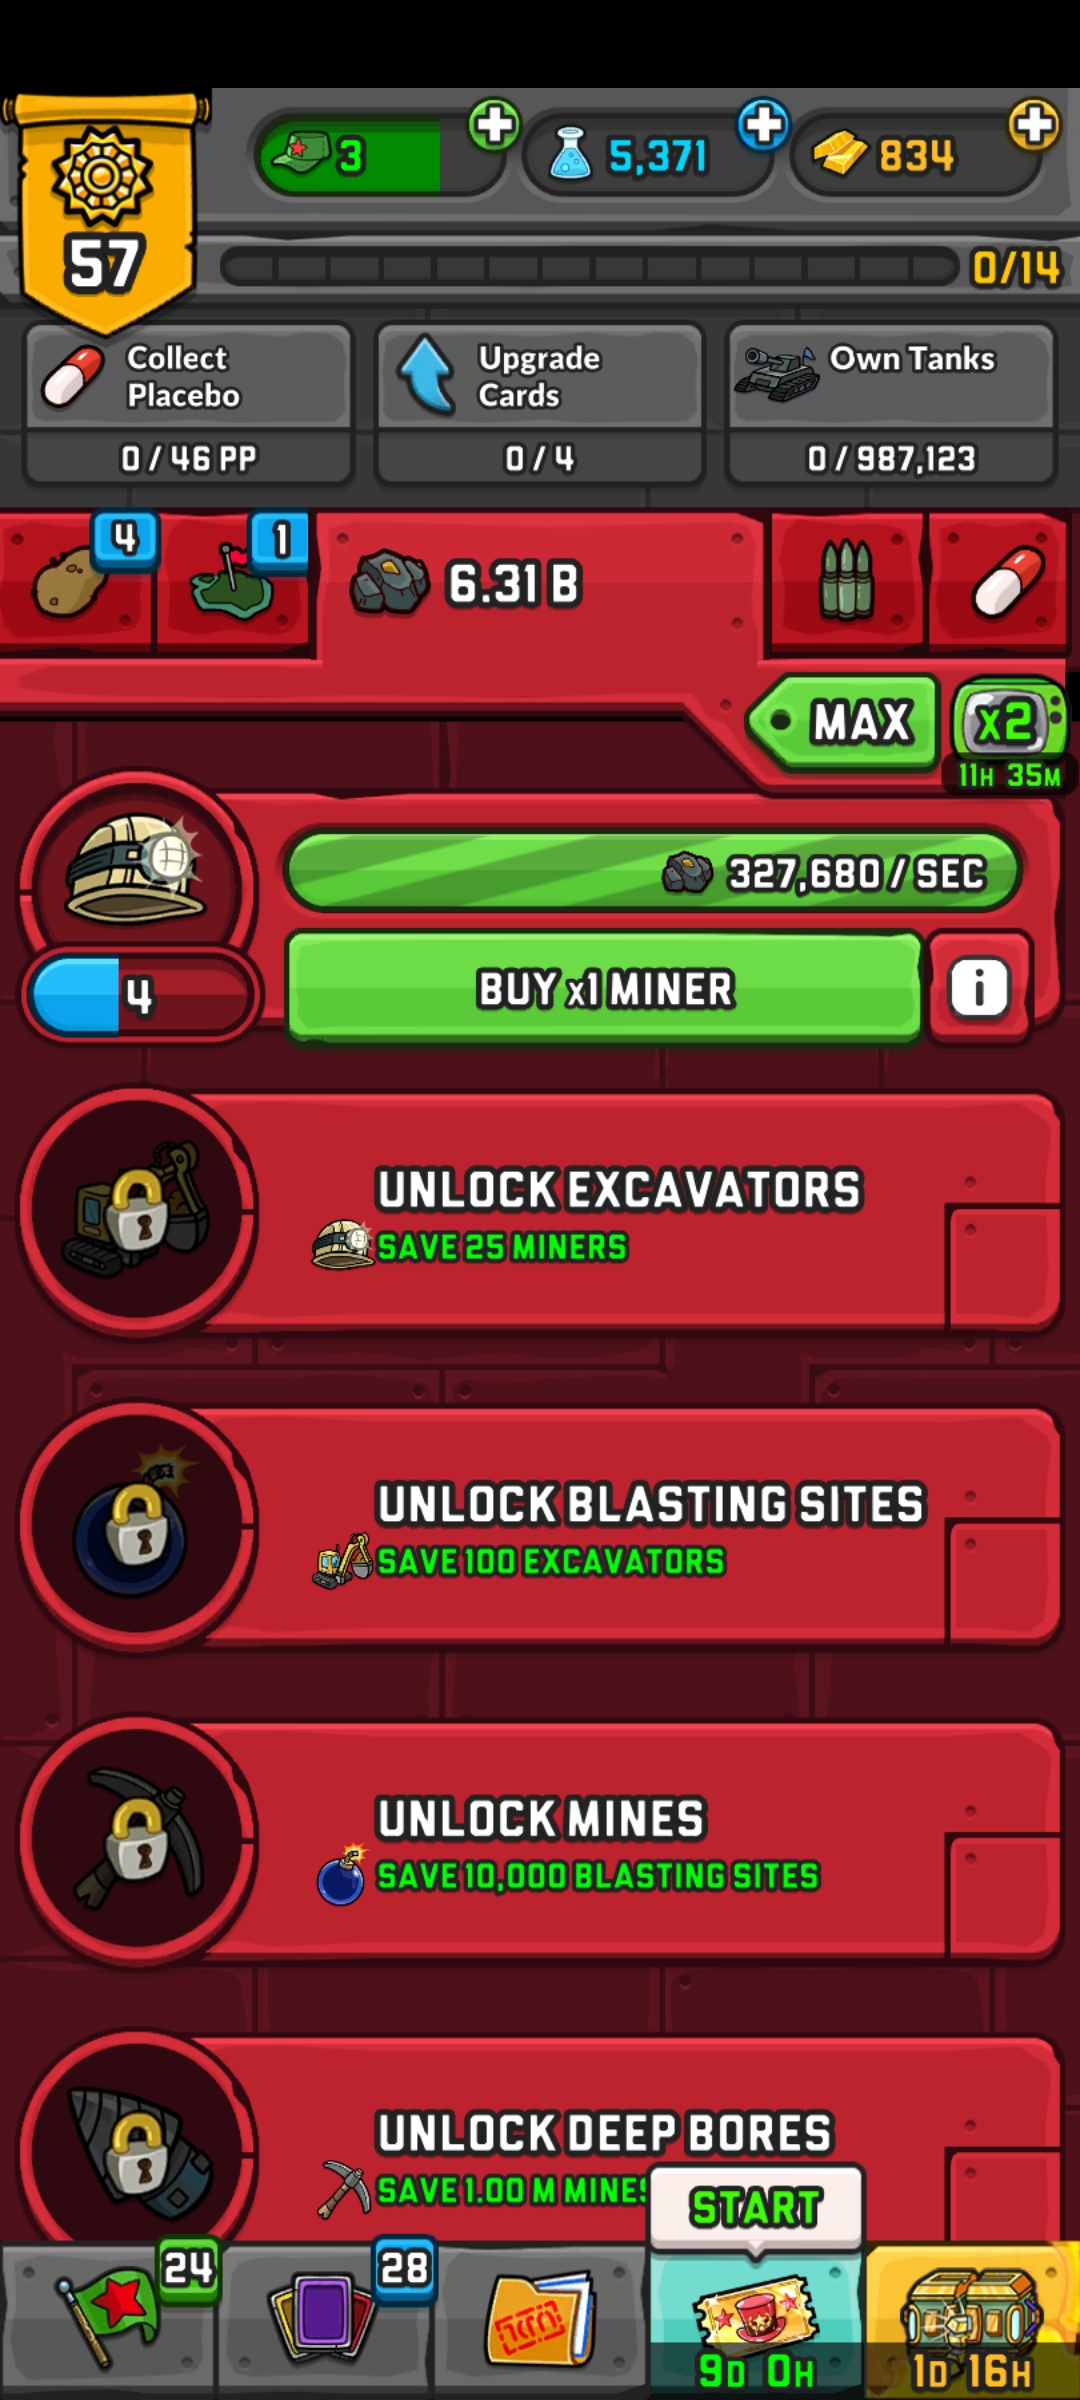 3
5,371
834
57
0/14
Collect
Placebo
0 / 46 PP
Upgrade
Cards
0 / 4
Own Tanks
0 / 987,123
4
1
6.31 B
MAX
x2
11H 35M
327,680 / SEC
4
BUY x1 MINER
i
UNLOCK EXCAVATORS
SAVE 25 MINERS
UNLOCK BLASTING SITES
SAVE 100 EXCAVATORS
UNLOCK MINES
SAVE 10,000 BLASTING SITES
UNLOCK DEEP BORES
SAVE 1.00 M MINES
START
24
28
9D 0H
1D 16H